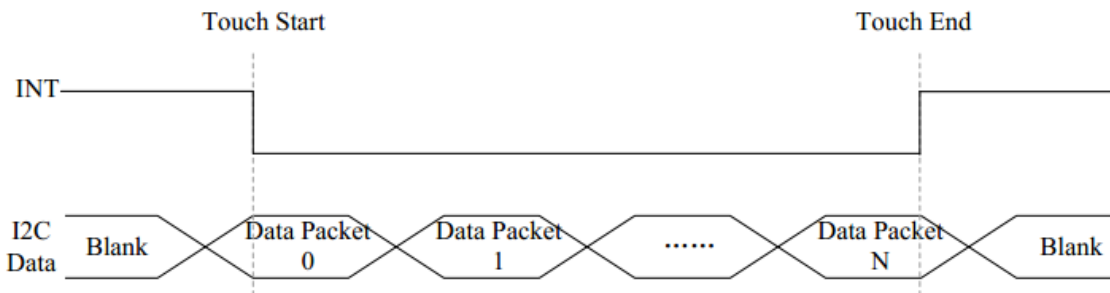 Touch Start
Touch End
INT
I2C
Data
Blank
Data Packet
0
Data Packet
1
......
Data Packet
N
Blank